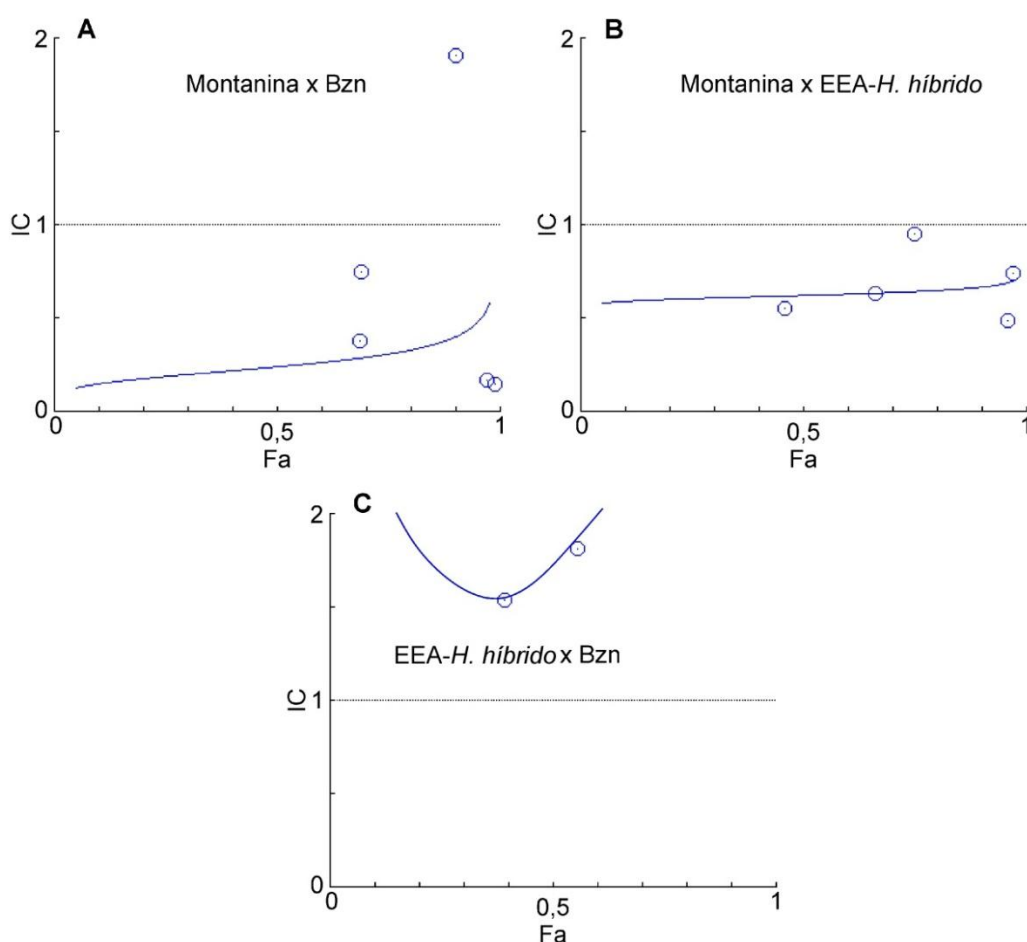 A
2
Montanina x Bzn
IC
1
0
0
0,5
1
Fa
B
2
Montanina x EEA-H. híbrido
IC
1
0
0
0,5
1
Fa
C
2
EEA-H. híbrido x Bzn
IC
1
0
0
0,5
1
Fa